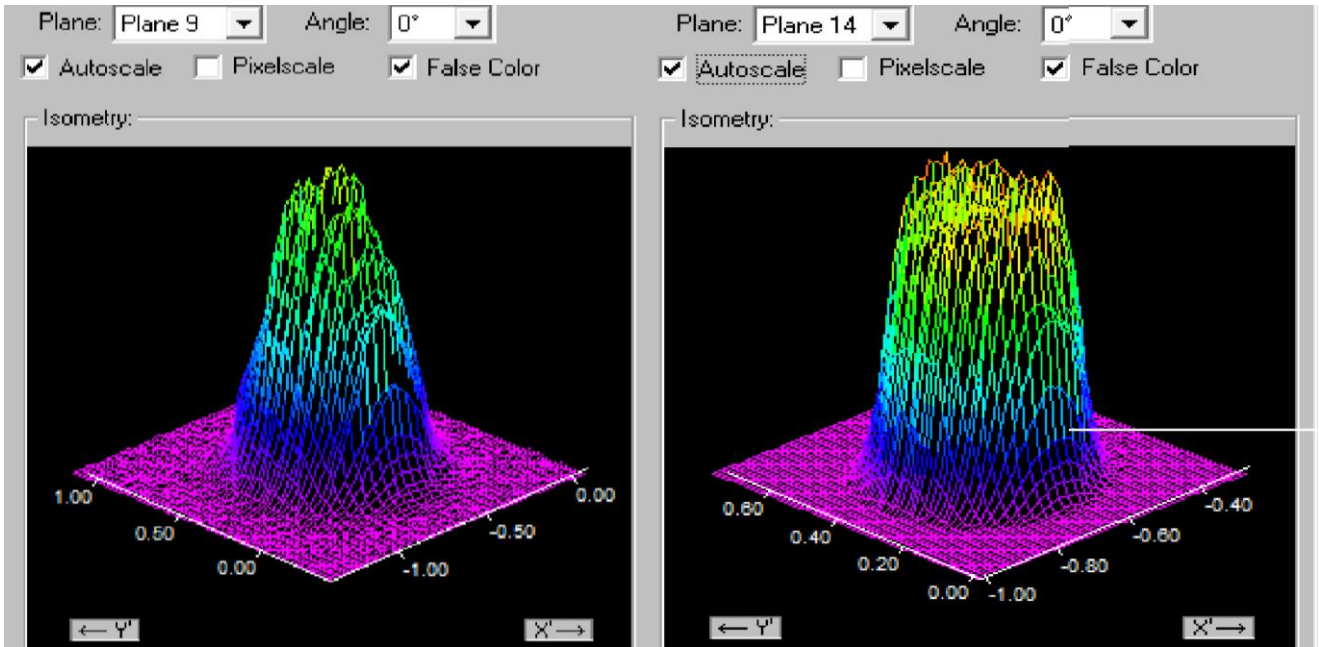 Plane: Plane 9 Angle: 0°
Autoscale Pixelscale False Color
Isometry:
1.00
0.50
0.00
0.00
-0.50
-1.00
← Y'
X' →
Plane: Plane 14 Angle: 0°
Autoscale Pixelscale False Color
Isometry:
0.60
0.40
0.20
0.00
-0.40
-0.60
-0.80
-1.00
← Y'
X' →